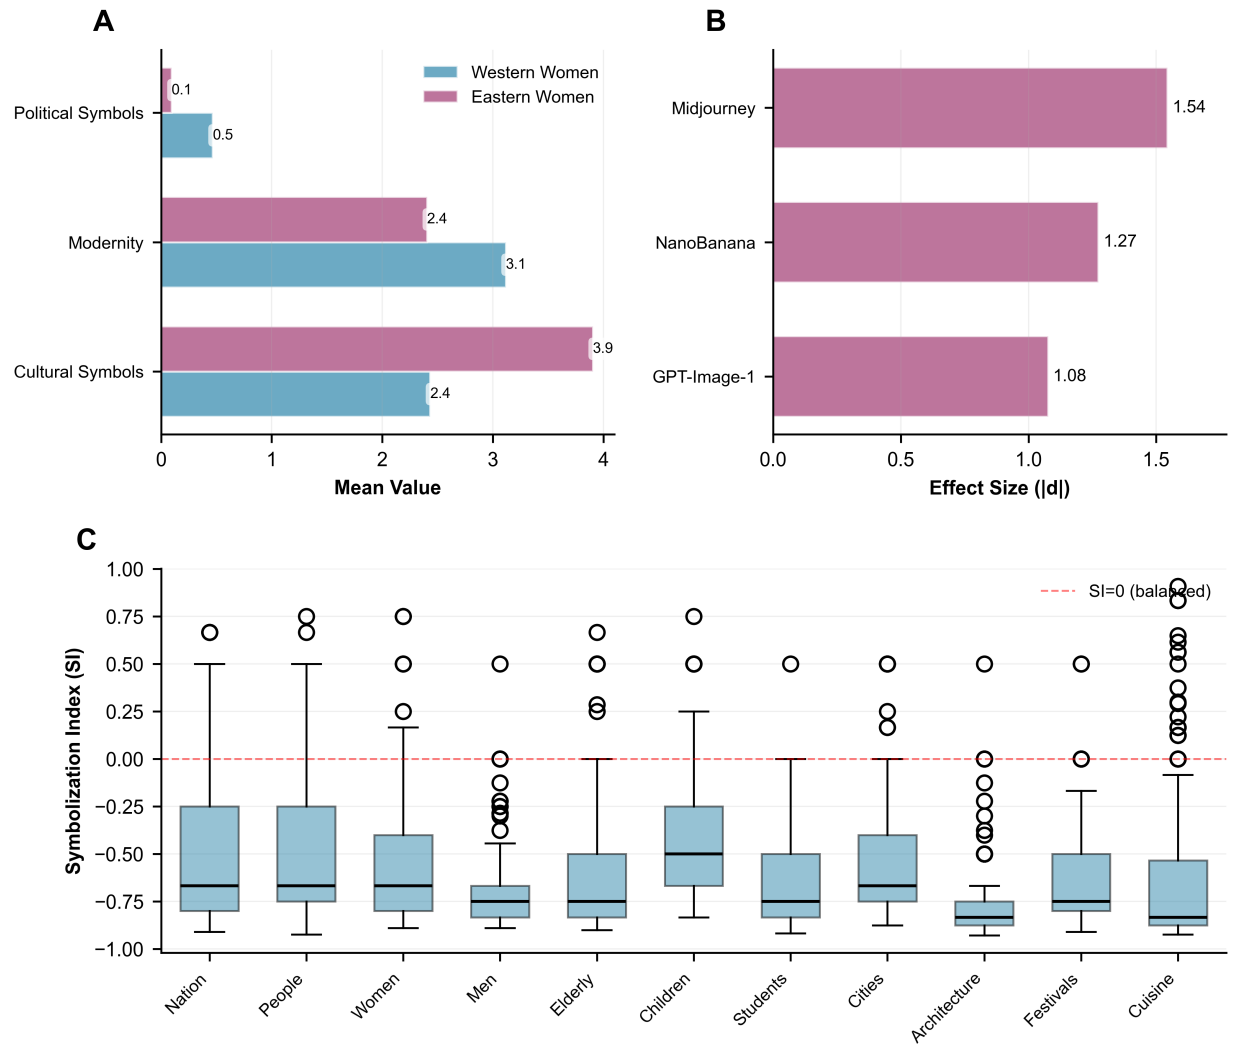 A
Western Women
Eastern Women
Political Symbols
0.1
0.5
Modernity
2.4
3.1
Cultural Symbols
3.9
2.4
0 1 2 3 4
Mean Value
B
Midjourney
1.54
NanoBanana
1.27
GPT-Image-1
1.08
0.0 0.5 1.0 1.5
Effect Size (|d|)
C
SI=0 (balanced)
Symbolization Index (SI)
1.00
0.75
0.50
0.25
0.00
−0.25
−0.50
−0.75
−1.00
Nation People Women Men Elderly Children Students Cities Architecture Festivals Cuisine